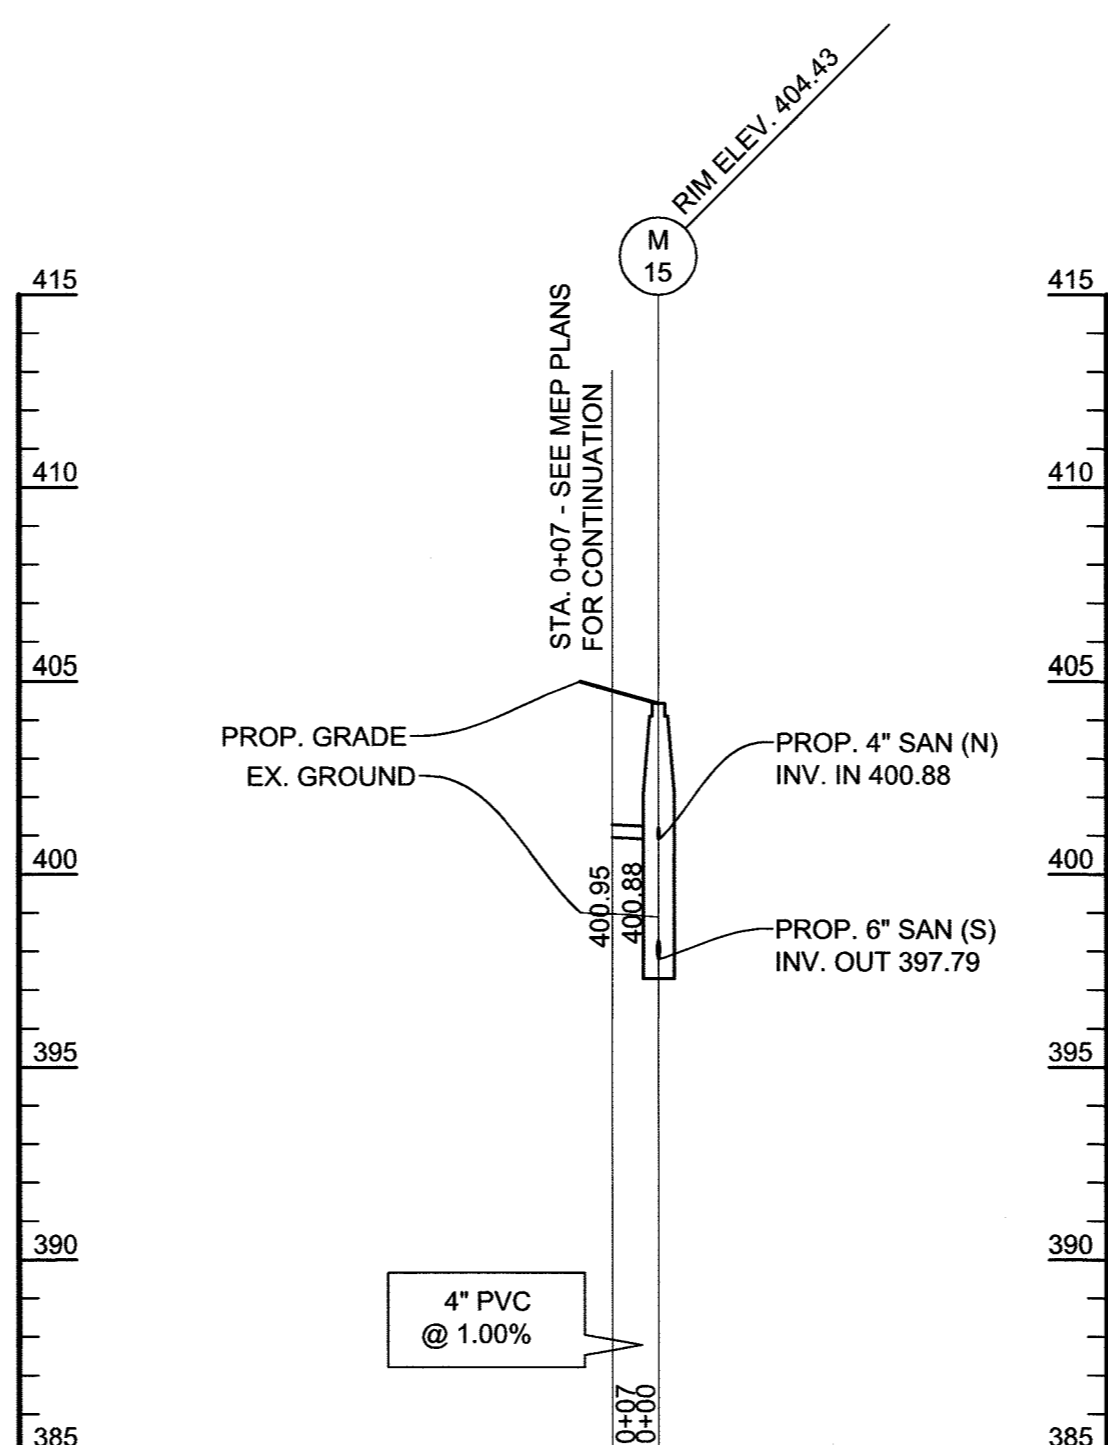 RIM ELEV. 404.43
M
15
415
415
STA. 0+07 - SEE MEP PLANS
FOR CONTINUATION
410
410
405
405
PROP. GRADE
EX. GROUND
PROP. 4" SAN (N)
INV. IN 400.88
400
400
400.95
400.88
PROP. 6" SAN (S)
INV. OUT 397.79
395
395
390
390
4" PVC
@ 1.00%
0+07
0+00
385
385